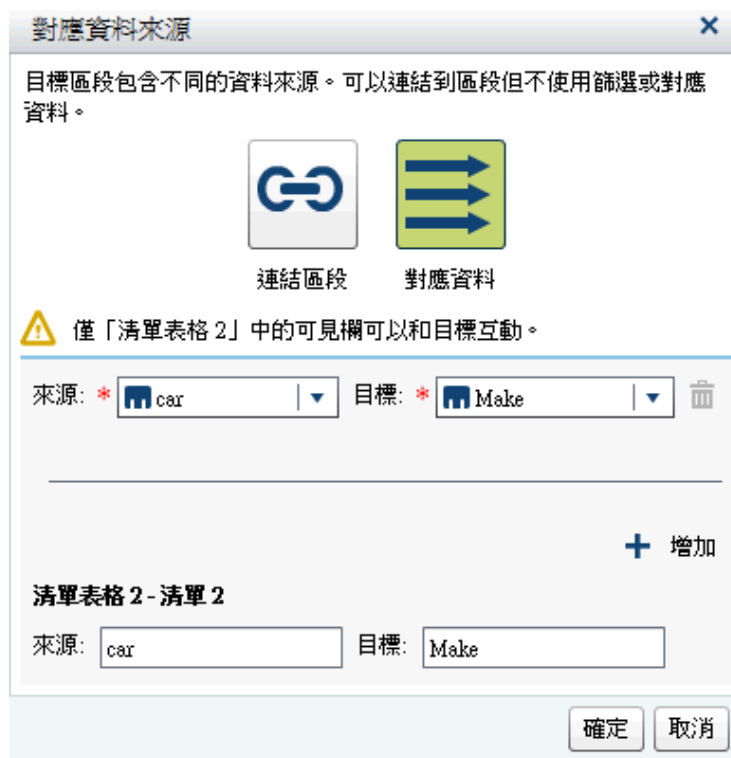 對應資料來源
目標區段包含不同的資料來源。可以連結到區段但不使用篩選或對應
資料。
連結區段 對應資料
僅「清單表格 2」中的可見欄可以和目標互動。
來源: * car 目標: * Make
增加
清單表格 2 - 清單 2
來源: car 目標: Make
確定 取消